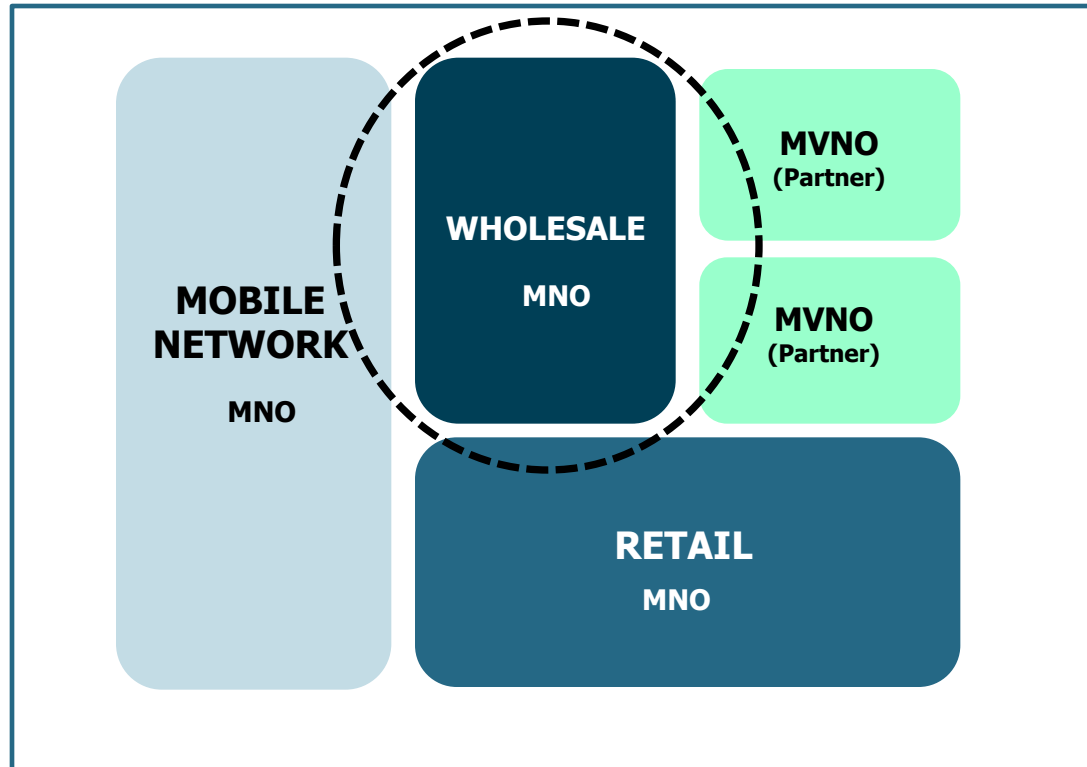 MOBILE
NETWORK
MNO
WHOLESALE
MNO
MVNO
(Partner)
MVNO
(Partner)
RETAIL
MNO